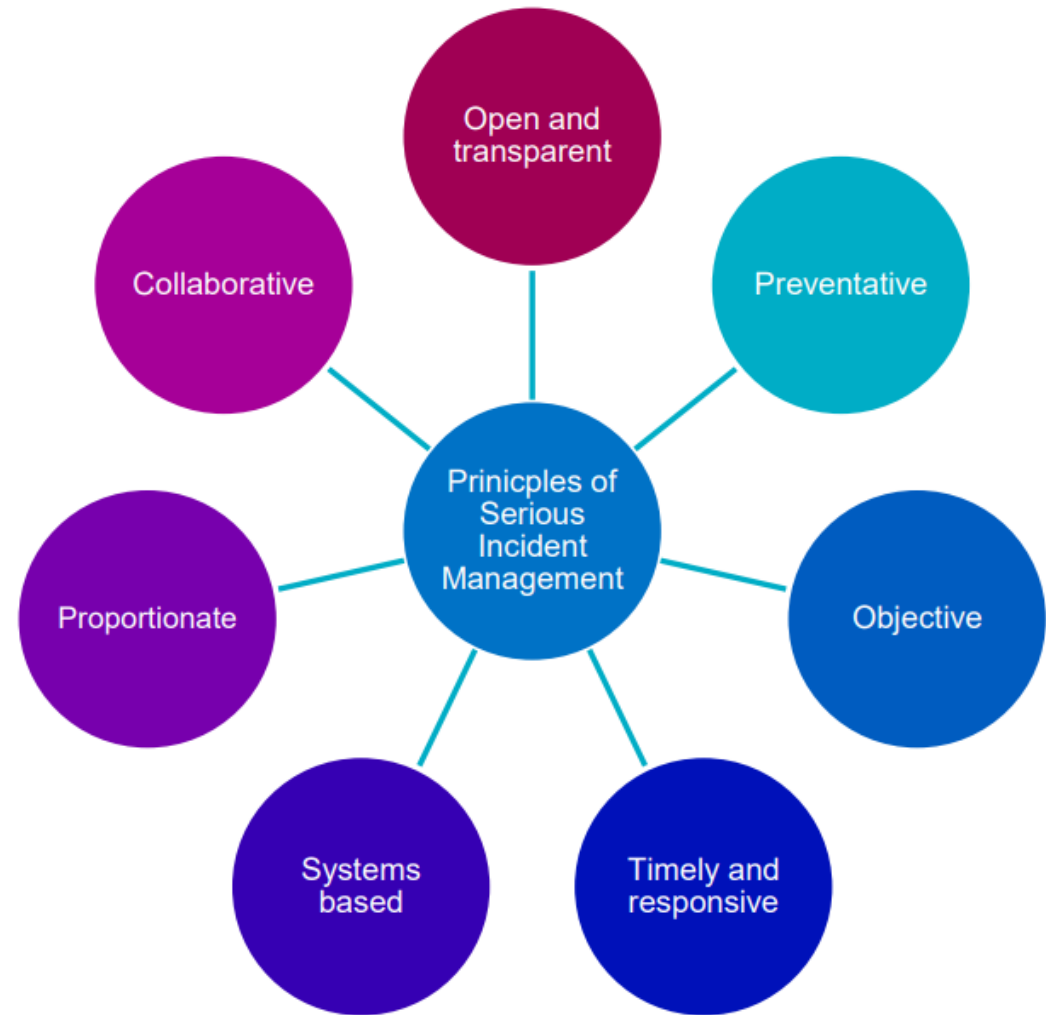 Open and
transparent
Preventative
Objective
Timely and
responsive
Systems
based
Proportionate
Collaborative
Prinicples of
Serious
Incident
Management